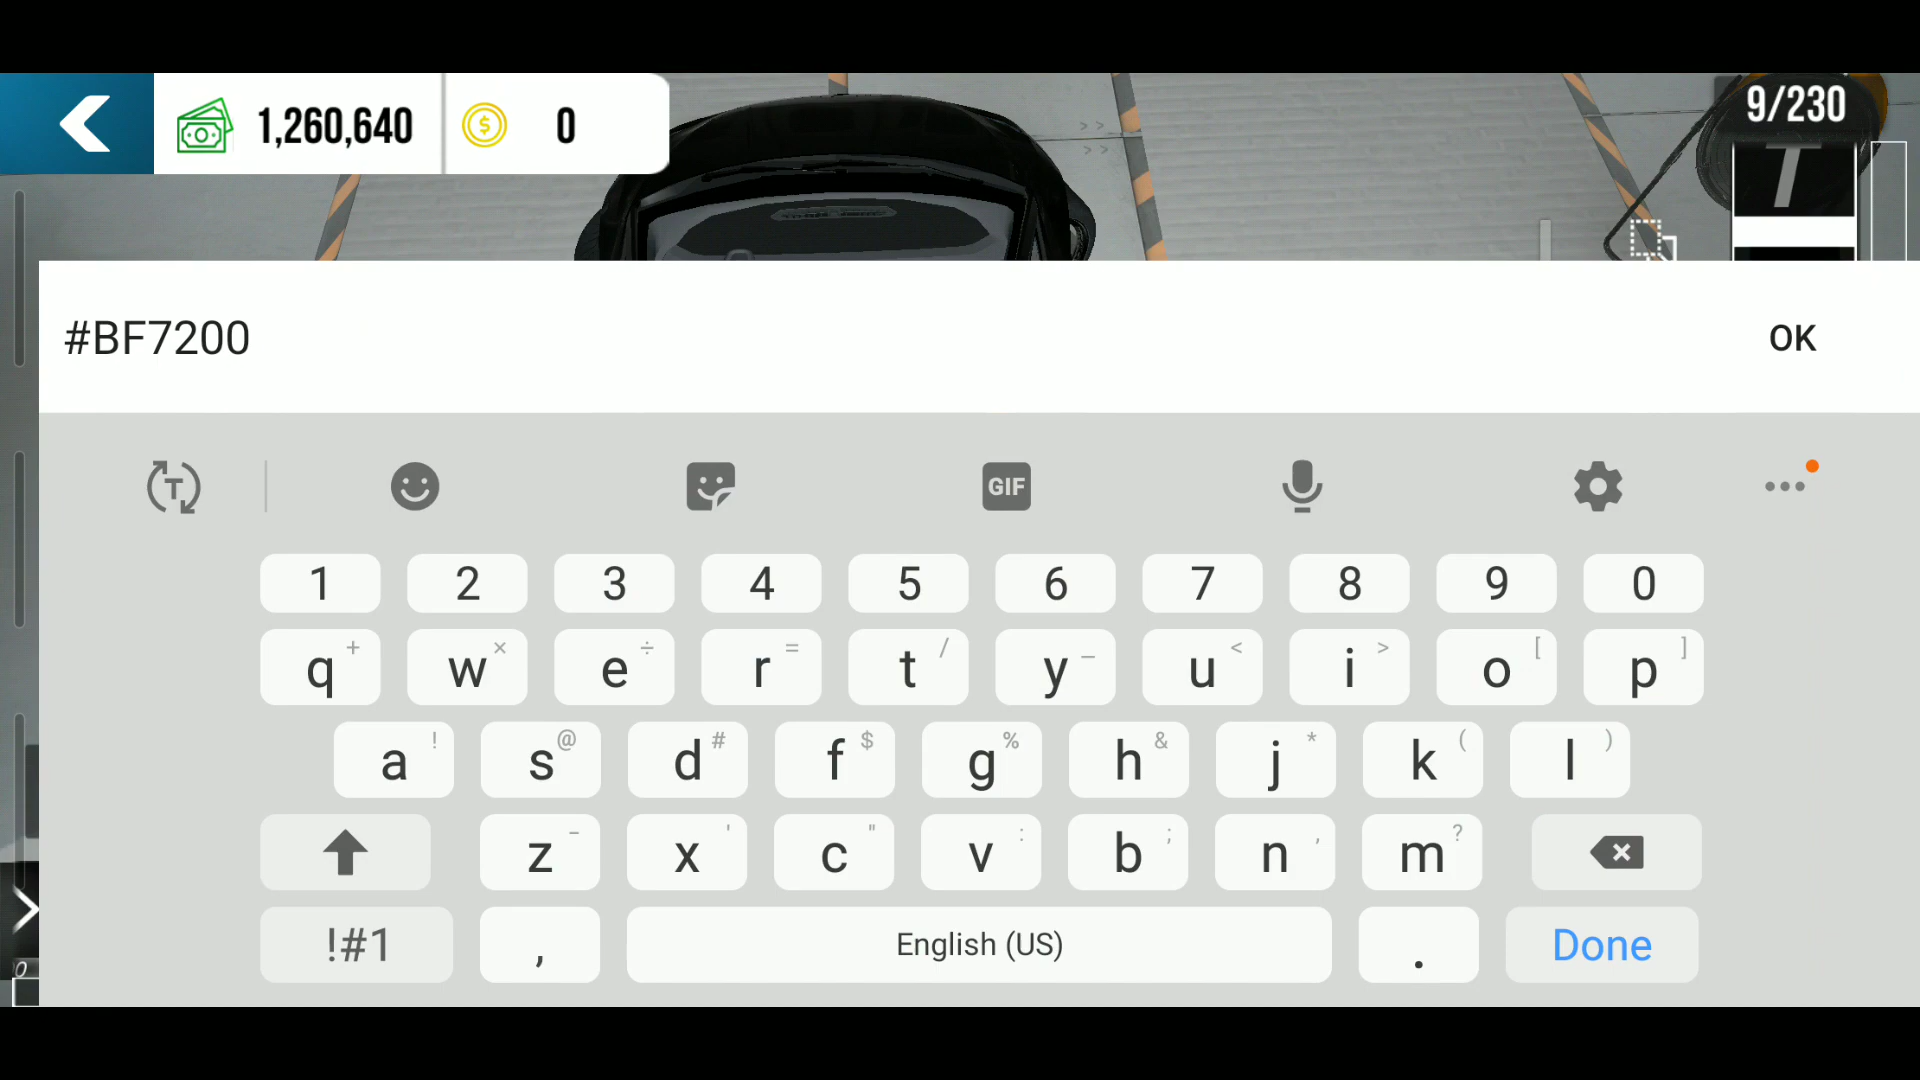 1,260,640
0
9/230
T
#BF7200
OK
T
GIF
1 2 3 4 5 6 7 8 9 0
q + w × e ÷ r = t / y _ u < i > o [ p ]
a ! s @ d # f $ g % h & j * k ( l )
z - x ' c " v : b ; n , m ?
!#1 , English (US) . Done
0